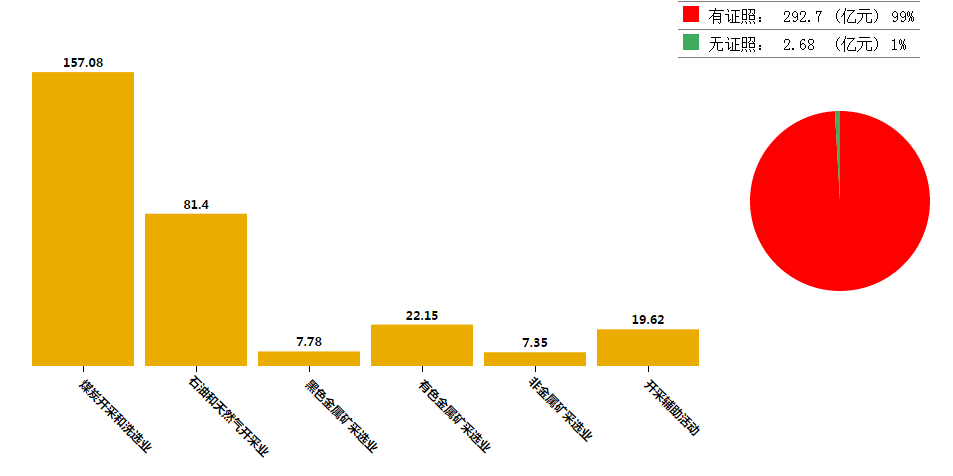 有证照： 292.7 (亿元) 99%
无证照： 2.68 (亿元) 1%
157.08
81.4
7.78
22.15
7.35
19.62
煤炭开采和洗选业
石油和天然气开采业
黑色金属矿采选业
有色金属矿采选业
非金属矿采选业
开采辅助活动